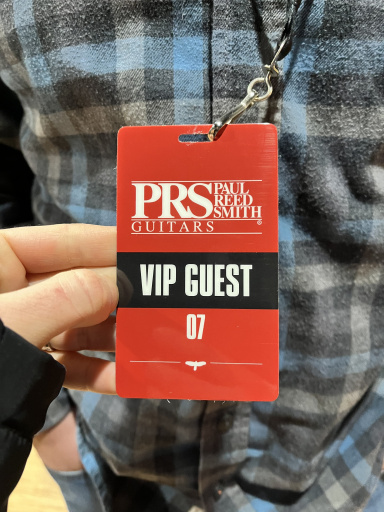 PRS PAUL
REED
SMITH
GUITARS
VIP GUEST
07